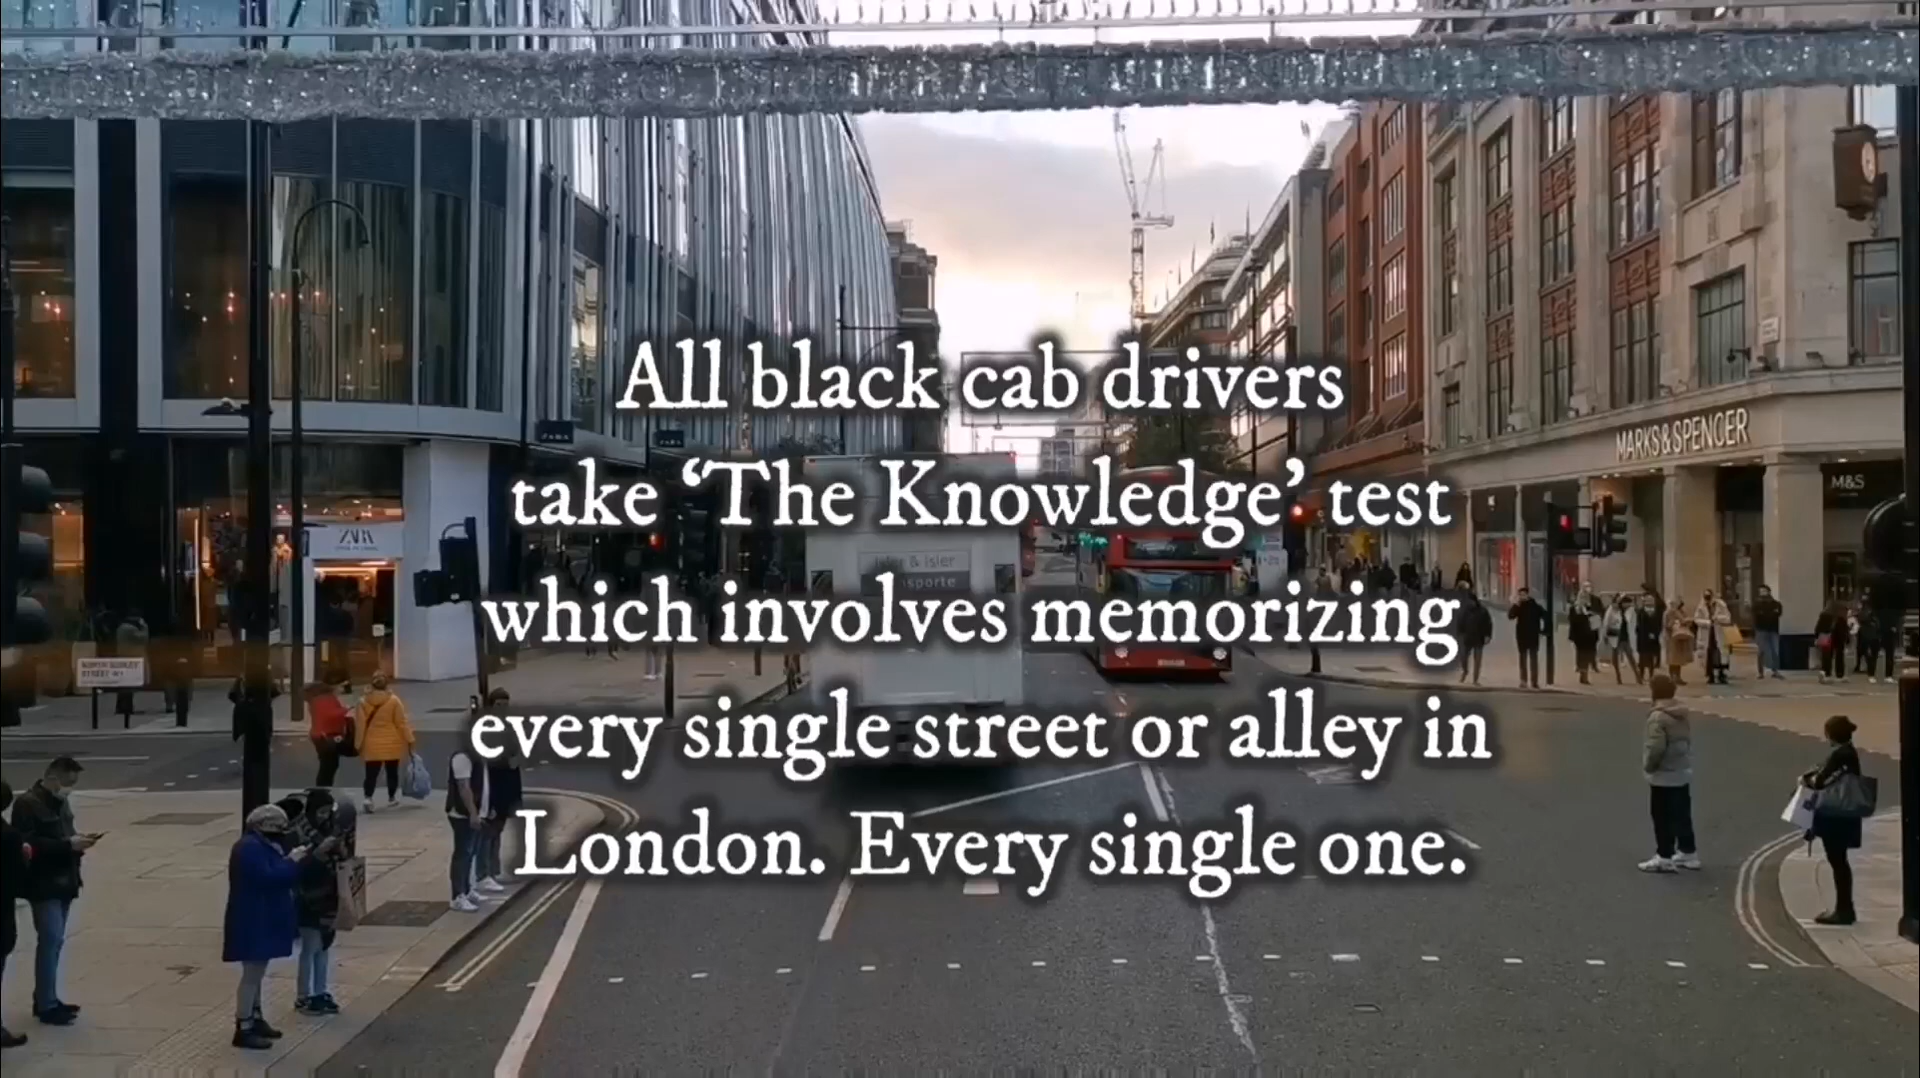 All black cab drivers
take ‘The Knowledge’ test
which involves memorizing
every single street or alley in
London. Every single one.
MARKS & SPENCER
M&S
ZARA